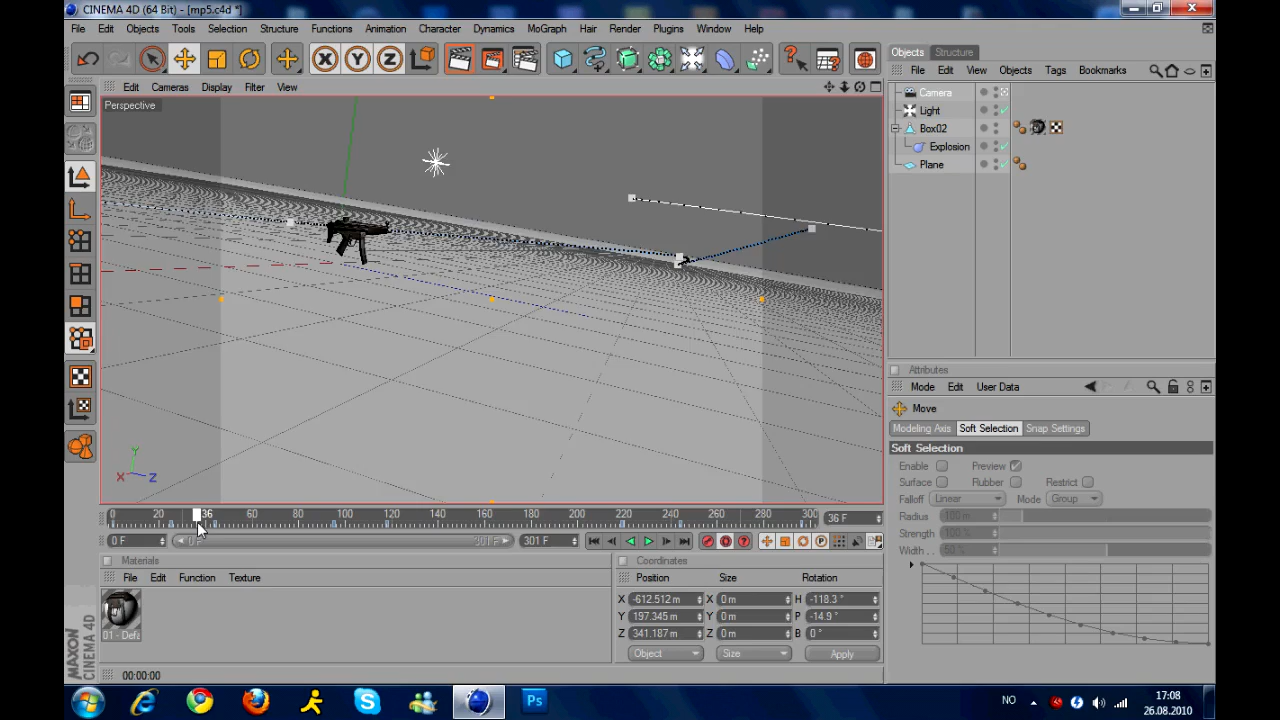 CINEMA 4D (64 Bit) - [mp5.c4d *]
File Edit Objects Tools Selection Structure Functions Animation Character Dynamics MoGraph Hair Render Plugins Window Help
Objects Structure
File Edit View Objects Tags Bookmarks
Edit Cameras Display Filter View
Perspective
Camera
Light
Box02
Explosion
Plane
Attributes
Mode Edit User Data
Move
Modeling Axis Soft Selection Snap Settings
Soft Selection
Enable Preview
Surface Rubber Restrict
Falloff Linear Mode Group
Radius 100 m
Strength 100 %
Width . . 50 %
Y
X Z
0 20 36 60 80 100 120 140 160 180 200 220 240 260 280 300
36 F
0 F 0 F 301 F 301 F
Materials
File Edit Function Texture
01 - Defa
Coordinates
Position Size Rotation
X -612.512 m X 0 m H -118.3 °
Y 197.345 m Y 0 m P -14.9 °
Z 341.187 m Z 0 m B 0 °
Object Size Apply
MAXON CINEMA 4D
00:00:00
Ps
NO
17:08
26.08.2010